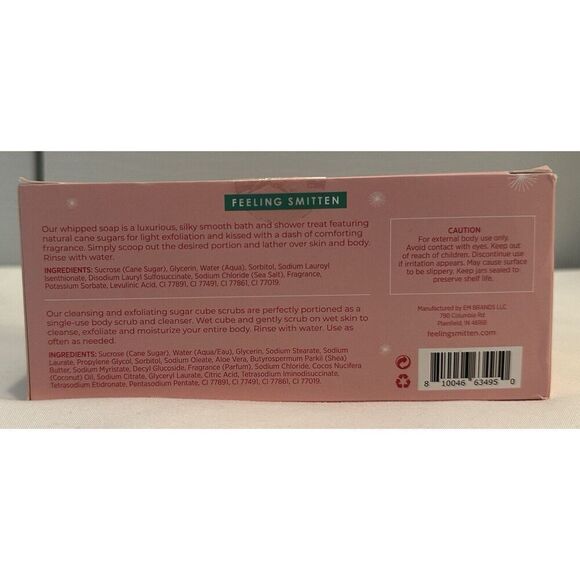 FEELING SMITTEN
Our whipped soap is a luxurious, silky smooth bath and shower treat featuring
natural cane sugars for light exfoliation and kissed with a dash of comforting
fragrance. Simply scoop out the desired portion and lather over skin and body.
Rinse with water.
INGREDIENTS: Sucrose (Cane Sugar), Glycerin, Water (Aqua), Sorbitol, Sodium Lauroyl
Isenthionate, Disodium Lauryl Sulfosuccinate, Sodium Chloride (Sea Salt), Fragrance,
Potassium Sorbate, Levulinic Acid, CI 77891, CI 77491, CI 77861, CI 77019.
Our cleansing and exfoliating sugar cube scrubs are perfectly portioned as a
single-use body scrub and cleanser. Wet cube and gently scrub on wet skin to
cleanse, exfoliate and moisturize your entire body. Rinse with water. Use as
often as needed.
INGREDIENTS: Sucrose (Cane Sugar), Water (Aqua/Eau), Glycerin, Sodium Stearate, Sodium
Laurate, Propylene Glycol, Sorbitol, Sodium Oleate, Aloe Vera, Butyrospermum Parkii (Shea)
Butter, Sodium Myristate, Decyl Glucoside, Fragrance (Parfum), Sodium Chloride, Cocos Nucifera
(Coconut) Oil, Sodium Citrate, Glyceryl Laurate, Citric Acid, Tetrasodium Iminodisuccinate,
Tetrasodium Etidronate, Pentasodium Pentate, CI 77891, CI 77491, CI 77861, CI 77019.
CAUTION
For external body use only.
Avoid contact with eyes. Keep out
of reach of children. Discontinue use
if irritation appears. May cause surface
to be slippery. Keep jars sealed to
preserve shelf life.
Manufactured by EM BRANDS LLC
790 Columbia Rd
Plainfield, IN 46168
feelingsmitten.com
8 10046 63495 0